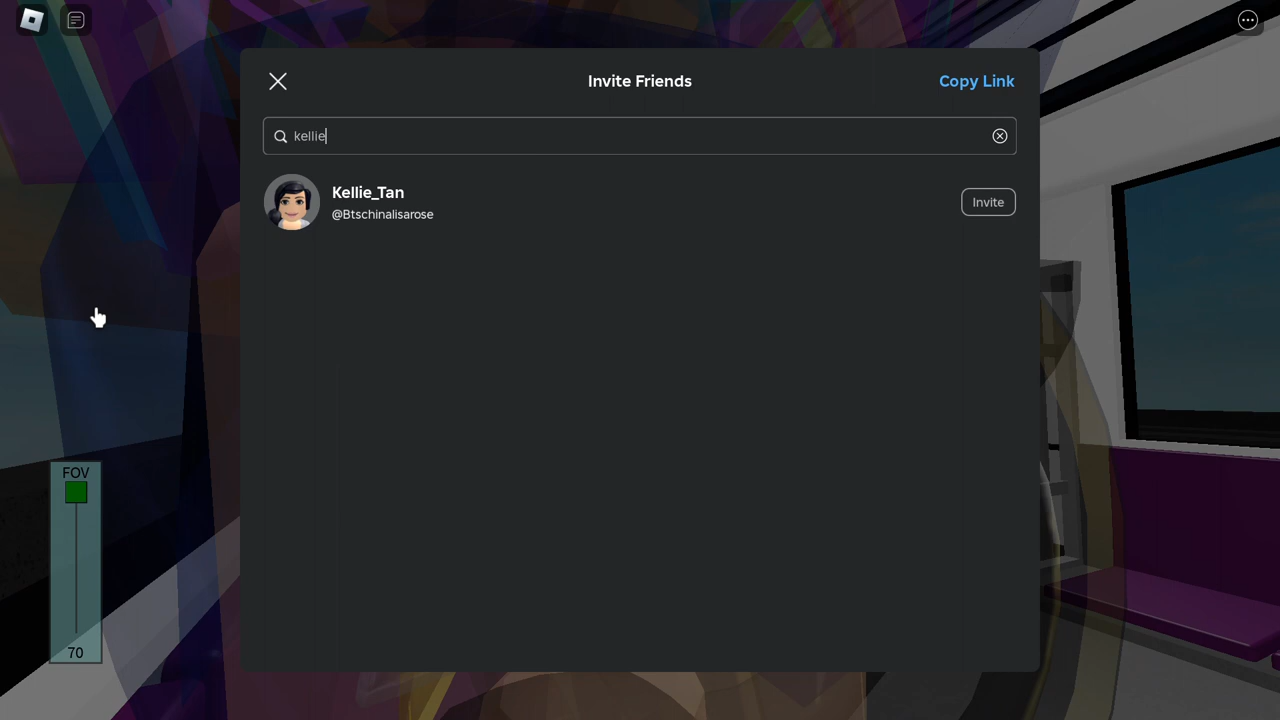 Invite Friends
Copy Link
kellie
Kellie_Tan
@Btschinalisarose
Invite
FOV
70